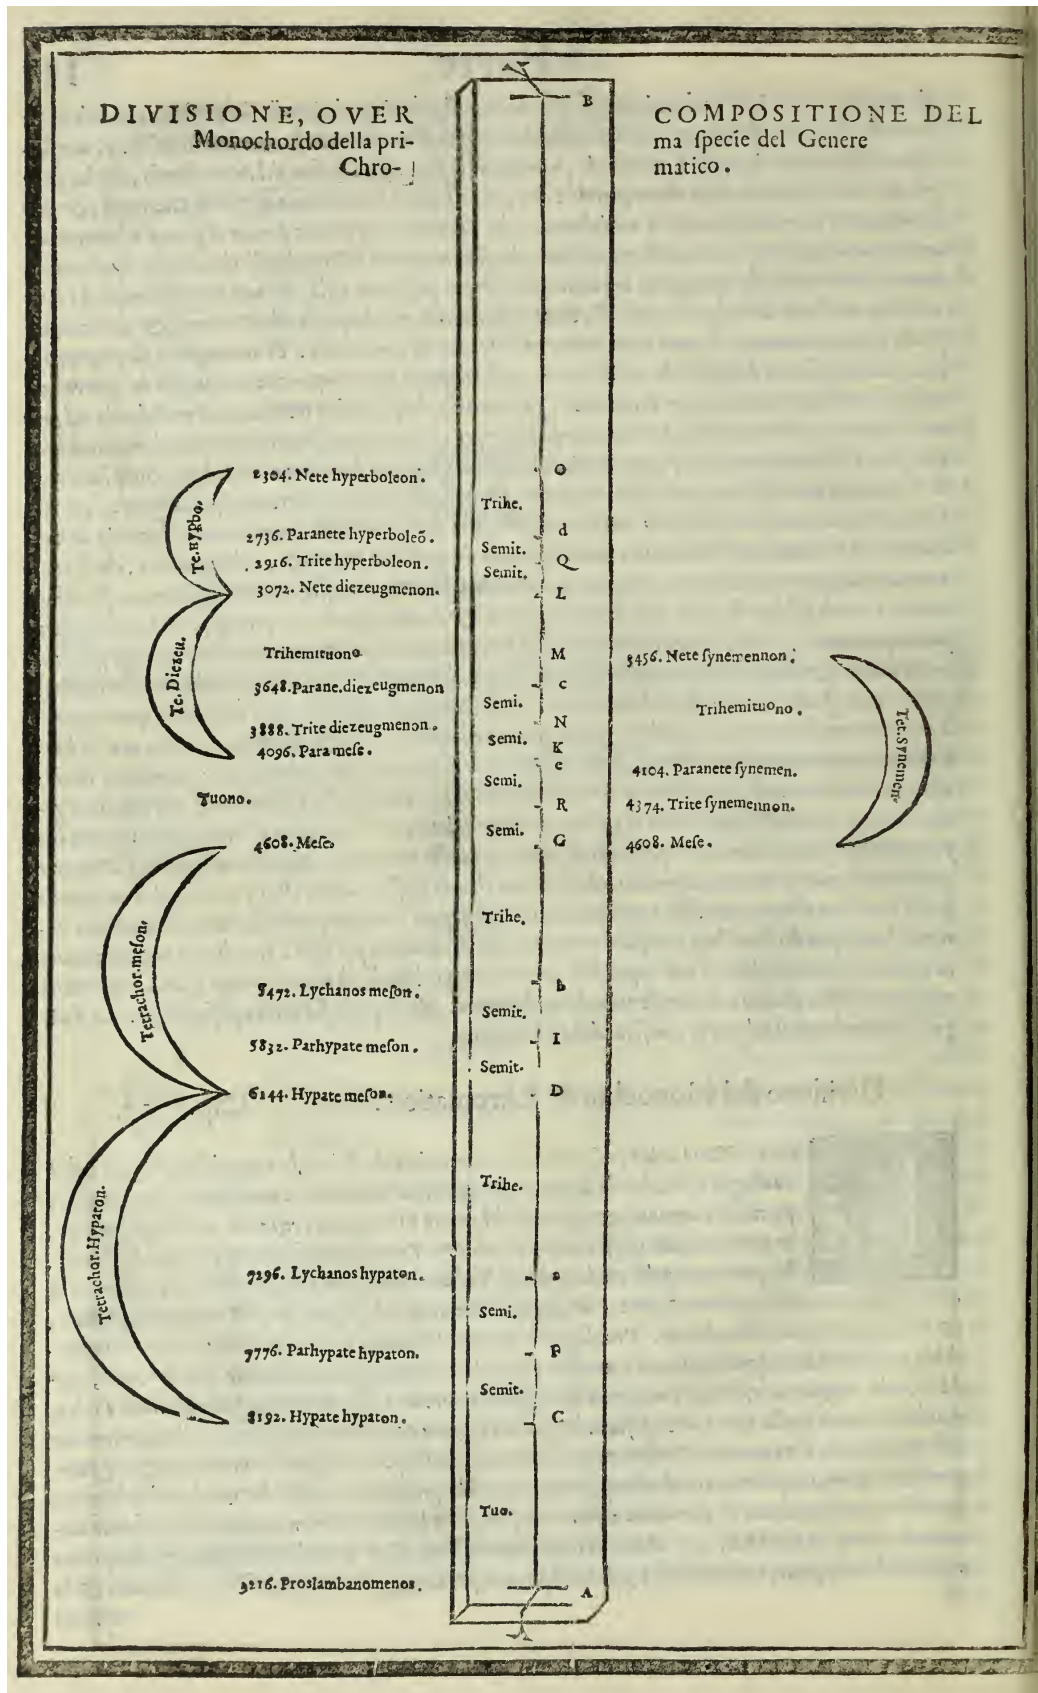 DIVISIONE, OVER COMPOSITIONE DEL
Monochordo della pri- ma ſpecie del Genere
Chro- matico.
B
2304. Nete hyperboleon.
O
Te. Hypbo.
Trihe.
2736. Paranete hyperboleō.
d
Semit.
2916. Trite hyperboleon.
Q
Semit.
3072. Nete diezeugmenon.
L
Trihemituono
M
3456. Nete ſynemennon.
Te. Diezeu.
3648. Parane. diezeugmenon
c
Semi.
Trihemituono.
3888. Trite diezeugmenon.
N
Semi.
4096. Parameſe.
K
e
4104. Paranete ſynemen.
Tet. Synemen.
Semi.
Tuono.
R
4374. Trite ſynemennon.
Semi.
4608. Meſe.
G
4608. Meſe.
Trihe.
Tetrachor. meſon.
5472. Lychanos meſon.
b
Semit.
5832. Parhypate meſon.
I
Semit.
6144. Hypate meſon.
D
Trihe.
Tetrachor. Hypaton.
7296. Lychanos hypaton.
a
Semi.
7776. Parhypate hypaton.
P
Semit.
8192. Hypate hypaton.
C
Tuo.
9216. Proslambanomenos.
A